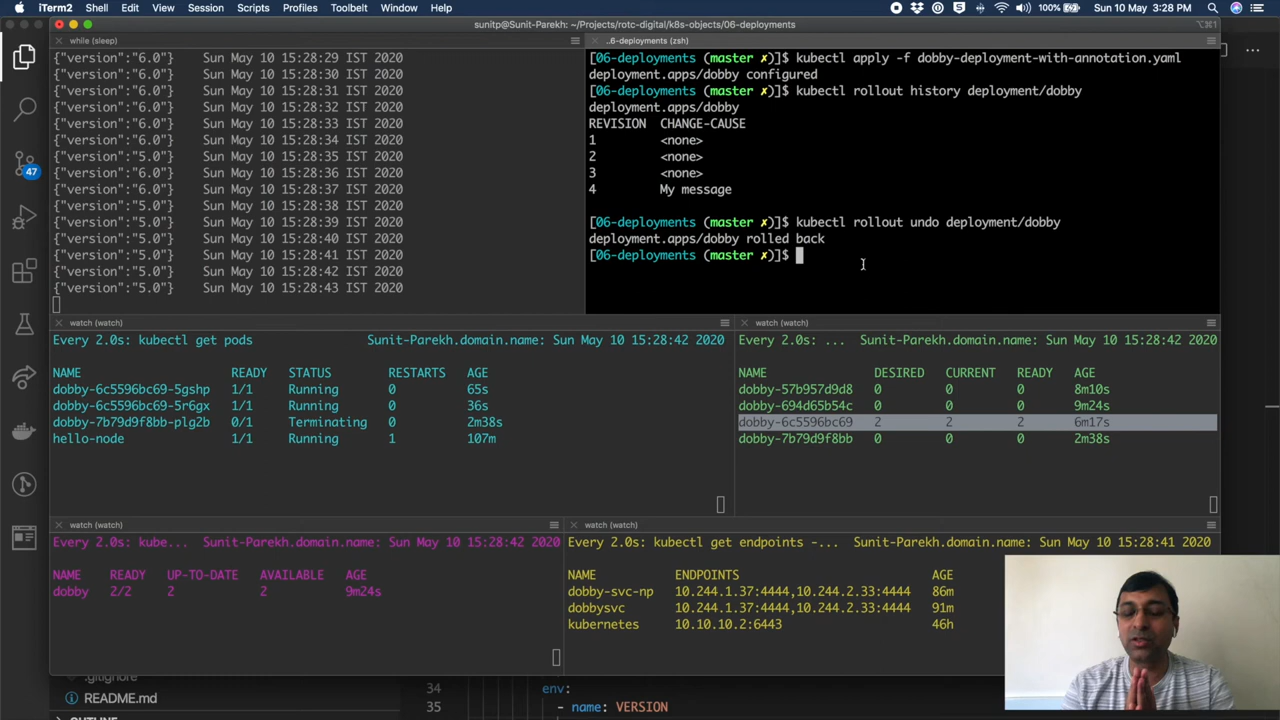 iTerm2 Shell Edit View Session Scripts Profiles Toolbelt Window Help 100% Sun 10 May 3:28 PM
sunitp@Sunit-Parekh: ~/Projects/rotc-digital/k8s-objects/06-deployments
⌥⌘1
while (sleep)
{"version":"6.0"} Sun May 10 15:28:29 IST 2020
{"version":"6.0"} Sun May 10 15:28:30 IST 2020
{"version":"6.0"} Sun May 10 15:28:31 IST 2020
{"version":"6.0"} Sun May 10 15:28:32 IST 2020
{"version":"6.0"} Sun May 10 15:28:33 IST 2020
{"version":"6.0"} Sun May 10 15:28:34 IST 2020
{"version":"5.0"} Sun May 10 15:28:35 IST 2020
{"version":"6.0"} Sun May 10 15:28:36 IST 2020
{"version":"6.0"} Sun May 10 15:28:37 IST 2020
{"version":"5.0"} Sun May 10 15:28:38 IST 2020
{"version":"5.0"} Sun May 10 15:28:39 IST 2020
{"version":"5.0"} Sun May 10 15:28:40 IST 2020
{"version":"5.0"} Sun May 10 15:28:41 IST 2020
{"version":"5.0"} Sun May 10 15:28:42 IST 2020
{"version":"5.0"} Sun May 10 15:28:43 IST 2020
..6-deployments (zsh)
[06-deployments (master ✗)]$ kubectl apply -f dobby-deployment-with-annotation.yaml
deployment.apps/dobby configured
[06-deployments (master ✗)]$ kubectl rollout history deployment/dobby
deployment.apps/dobby
REVISION CHANGE-CAUSE
1 <none>
2 <none>
3 <none>
4 My message
[06-deployments (master ✗)]$ kubectl rollout undo deployment/dobby
deployment.apps/dobby rolled back
[06-deployments (master ✗)]$
watch (watch)
Every 2.0s: kubectl get pods Sunit-Parekh.domain.name: Sun May 10 15:28:42 2020
NAME READY STATUS RESTARTS AGE
dobby-6c5596bc69-5gshp 1/1 Running 0 65s
dobby-6c5596bc69-5r6gx 1/1 Running 0 36s
dobby-7b79d9f8bb-plg2b 0/1 Terminating 0 2m38s
hello-node 1/1 Running 1 107m
watch (watch)
Every 2.0s: ... Sunit-Parekh.domain.name: Sun May 10 15:28:42 2020
NAME DESIRED CURRENT READY AGE
dobby-57b957d9d8 0 0 0 8m10s
dobby-694d65b54c 0 0 0 9m24s
dobby-6c5596bc69 2 2 2 6m17s
dobby-7b79d9f8bb 0 0 0 2m38s
watch (watch)
Every 2.0s: kube... Sunit-Parekh.domain.name: Sun May 10 15:28:42 2020
NAME READY UP-TO-DATE AVAILABLE AGE
dobby 2/2 2 2 9m24s
watch (watch)
Every 2.0s: kubectl get endpoints -... Sunit-Parekh.domain.name: Sun May 10 15:28:41 2020
NAME ENDPOINTS AGE
dobby-svc-np 10.244.1.37:4444,10.244.2.33:4444 86m
dobbysvc 10.244.1.37:4444,10.244.2.33:4444 91m
kubernetes 10.10.10.2:6443 46h
47
.gitignore
README.md
OUTLINE
34 env:
35 - name: VERSION